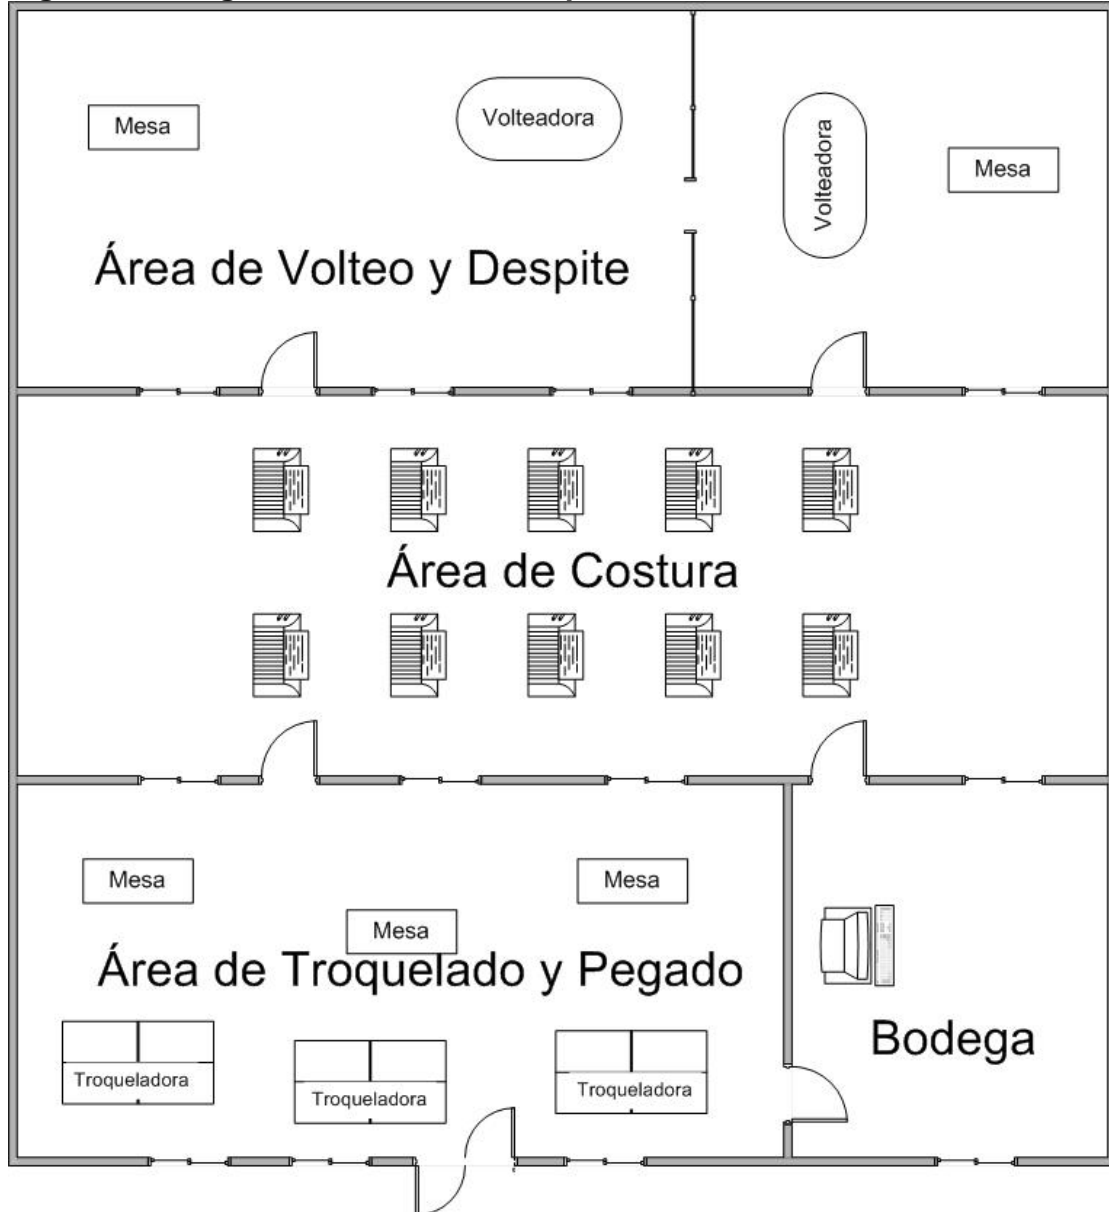 Mesa
Volteadora
Volteadora
Mesa
Área de Volteo y Despite
Área de Costura
Mesa
Mesa
Mesa
Área de Troquelado y Pegado
Bodega
Troqueladora
Troqueladora
Troqueladora